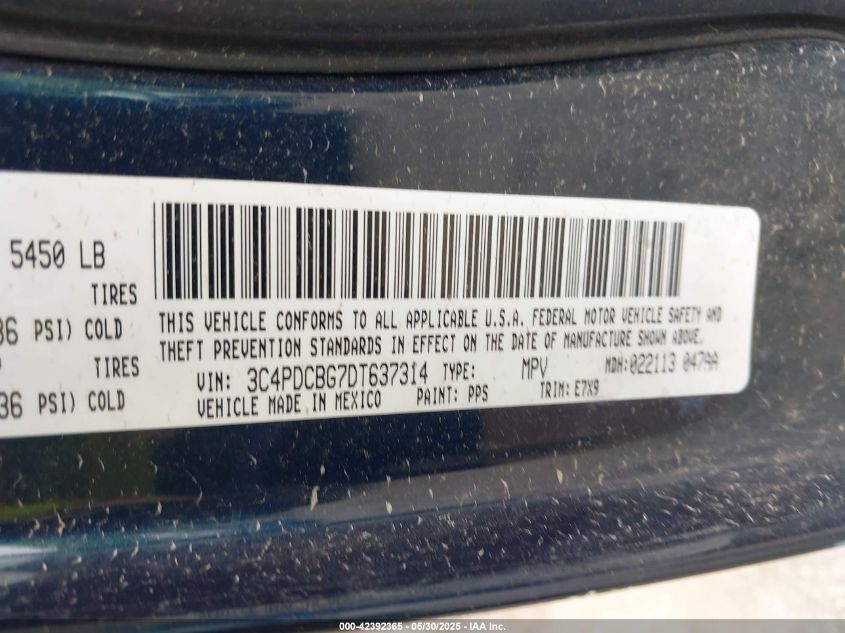 5450 LB
TIRES
36 PSI) COLD
TIRES
36 PSI) COLD
THIS VEHICLE CONFORMS TO ALL APPLICABLE U.S.A. FEDERAL MOTOR VEHICLE SAFETY AND
THEFT PREVENTION STANDARDS IN EFFECT ON THE DATE OF MANUFACTURE SHOWN ABOVE.
VIN: 3C4PDCBG7DT637314 TYPE: MPV MDH:022113 0479A
VEHICLE MADE IN MEXICO PAINT: PPS TRIM: E7X9
000-42392365 - 05/30/2025 - IAA Inc.